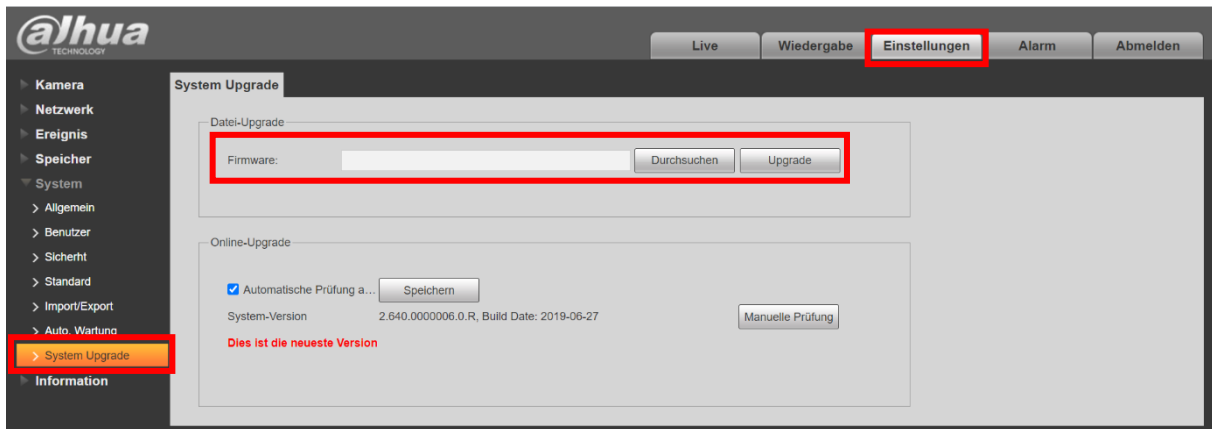 alhua
TECHNOLOGY
Live Wiedergabe Einstellungen Alarm Abmelden
Kamera
Netzwerk
Ereignis
Speicher
System
Allgemein
Benutzer
Sicherht
Standard
Import/Export
Auto. Wartung
System Upgrade
Information
System Upgrade
Datei-Upgrade
Firmware: Durchsuchen Upgrade
Online-Upgrade
Automatische Prüfung a... Speichern
System-Version 2.640.0000006.0.R, Build Date: 2019-06-27 Manuelle Prüfung
Dies ist die neueste Version